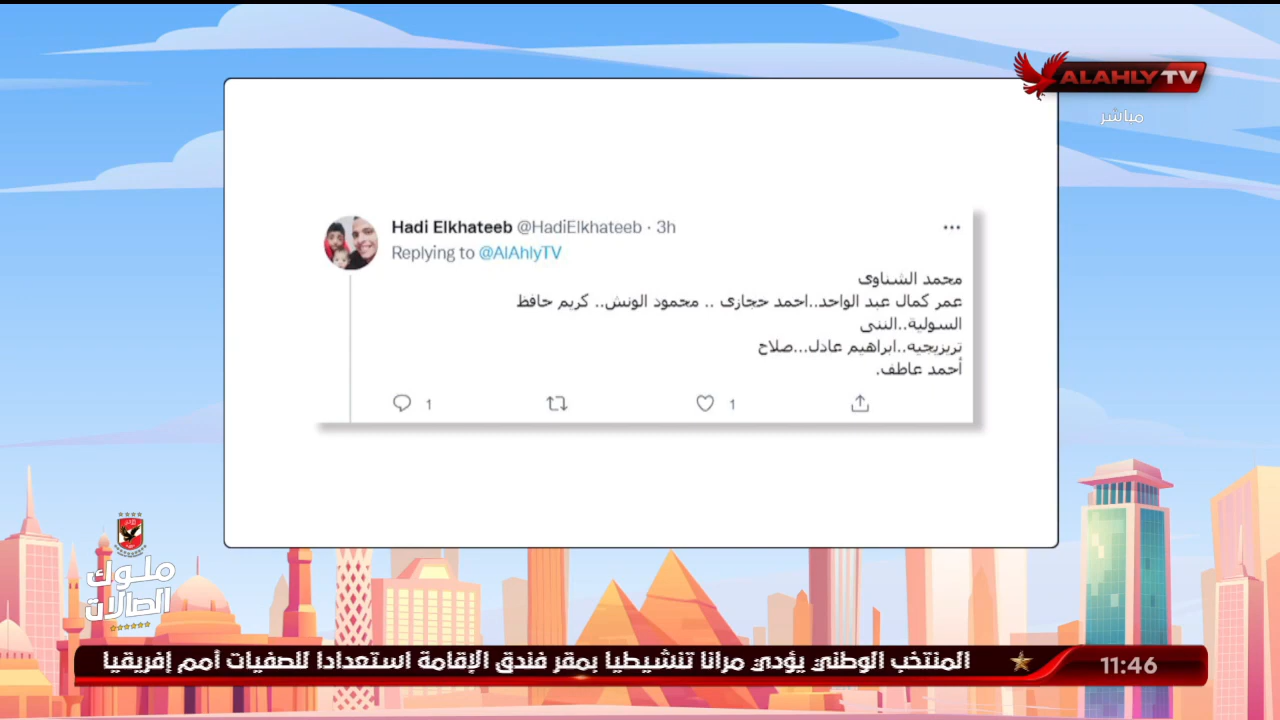 ALAHLY TV
مباشر
Hadi Elkhateeb @HadiElkhateeb · 3h
Replying to @AlAhlyTV
محمد الشناوى
عمر كمال عبد الواحد..احمد حجازى .. محمود الونش.. كريم حافظ
السولية..الننى
تريزيجيه..ابراهيم عادل...صلاح
أحمد عاطف.
1
1
ملوك
الصالات
المنتخب الوطني يؤدي مرانا تنشيطيا بمقر فندق الإقامة استعدادا للصفيات أمم إفريقيا
11:46